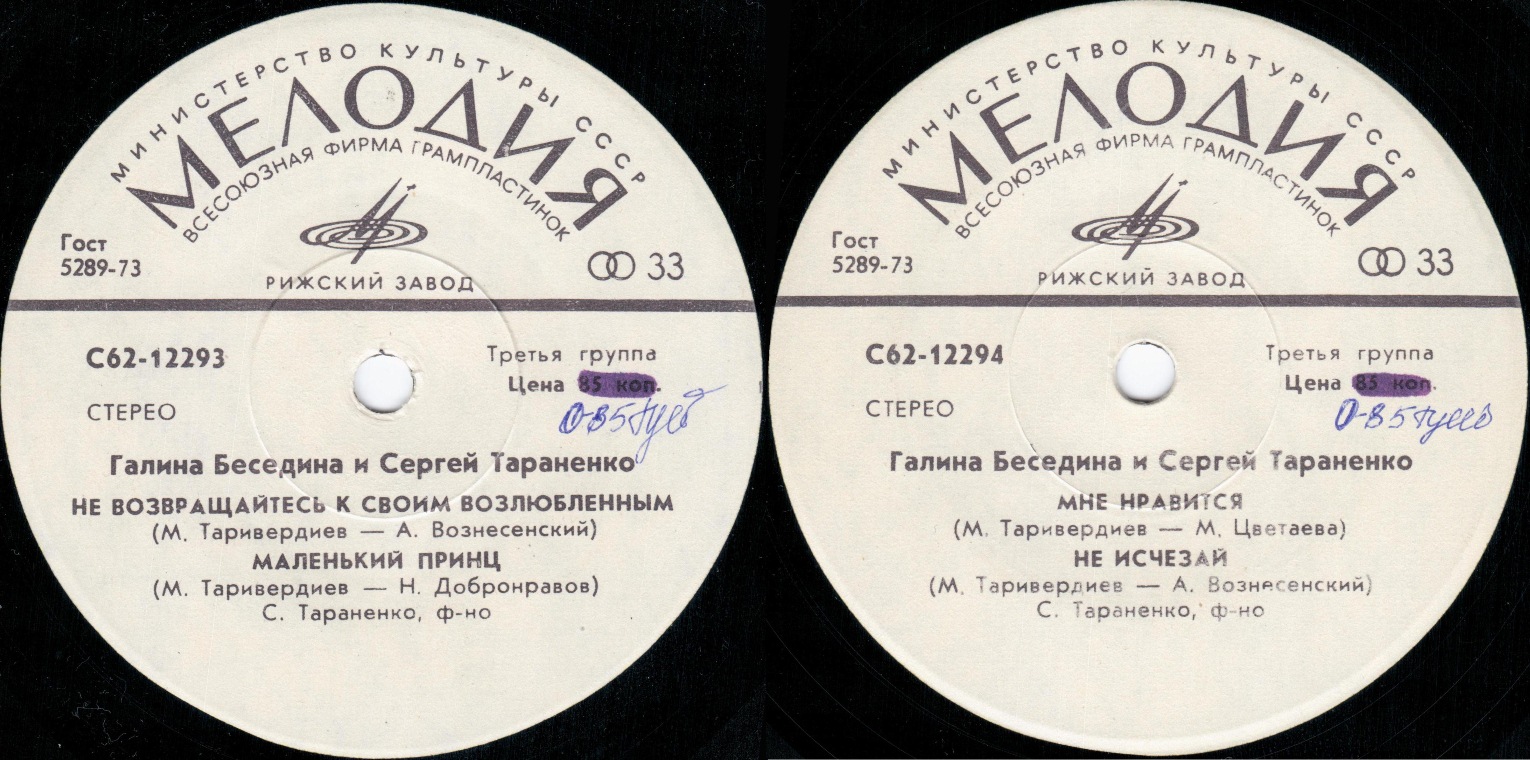 МИНИСТЕРСТВО КУЛЬТУРЫ СССР
МЕЛОДИЯ
ВСЕСОЮЗНАЯ ФИРМА ГРАМПЛАСТИНОК
Гост
5289-73
33
РИЖСКИЙ ЗАВОД
С62-12293
Третья группа
Цена 85 коп.
СТЕРЕО
Галина Беседина и Сергей Тараненко
НЕ ВОЗВРАЩАЙТЕСЬ К СВОИМ ВОЗЛЮБЛЕННЫМ
(М. Таривердиев — А. Вознесенский)
МАЛЕНЬКИЙ ПРИНЦ
(М. Таривердиев — Н. Добронравов)
С. Тараненко, ф-но
МИНИСТЕРСТВО КУЛЬТУРЫ СССР
МЕЛОДИЯ
ВСЕСОЮЗНАЯ ФИРМА ГРАМПЛАСТИНОК
Гост
5289-73
33
РИЖСКИЙ ЗАВОД
С62-12294
Третья группа
Цена 85 коп.
СТЕРЕО
Галина Беседина и Сергей Тараненко
МНЕ НРАВИТСЯ
(М. Таривердиев — М. Цветаева)
НЕ ИСЧЕЗАЙ
(М. Таривердиев — А. Вознесенский)
С. Тараненко, ф-но